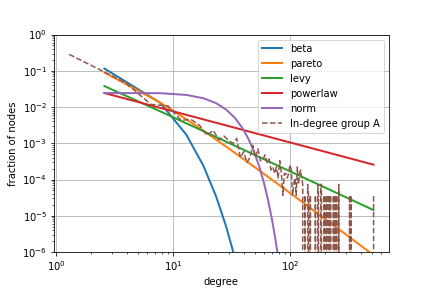 10⁰
10⁻¹
10⁻²
10⁻³
10⁻⁴
10⁻⁵
10⁻⁶
fraction of nodes
beta
pareto
levy
powerlaw
norm
In-degree group A
10⁰ 10¹ 10²
degree